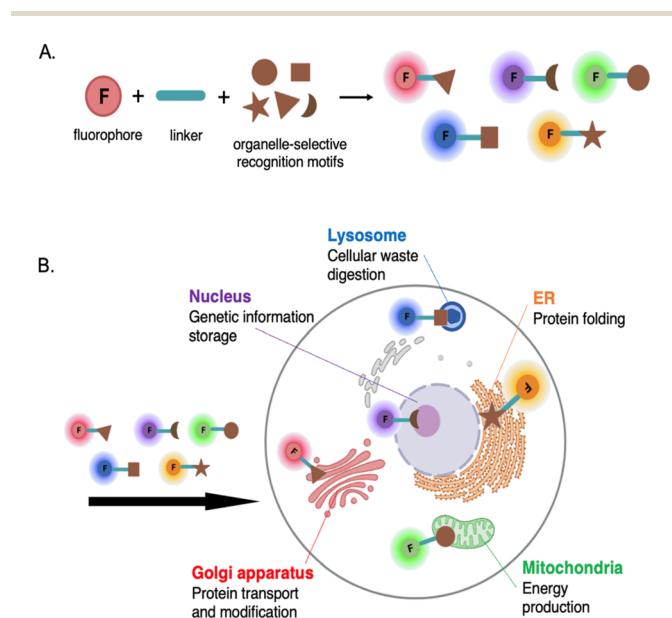 A.
F + + F F F
fluorophore linker organelle-selective
recognition motifs
F F
B.
Lysosome
Cellular waste
digestion
Nucleus
Genetic information
storage
ER
Protein folding
F
F
F F F
F
F
F F
F
Golgi apparatus
Protein transport
and modification
Mitochondria
Energy
production